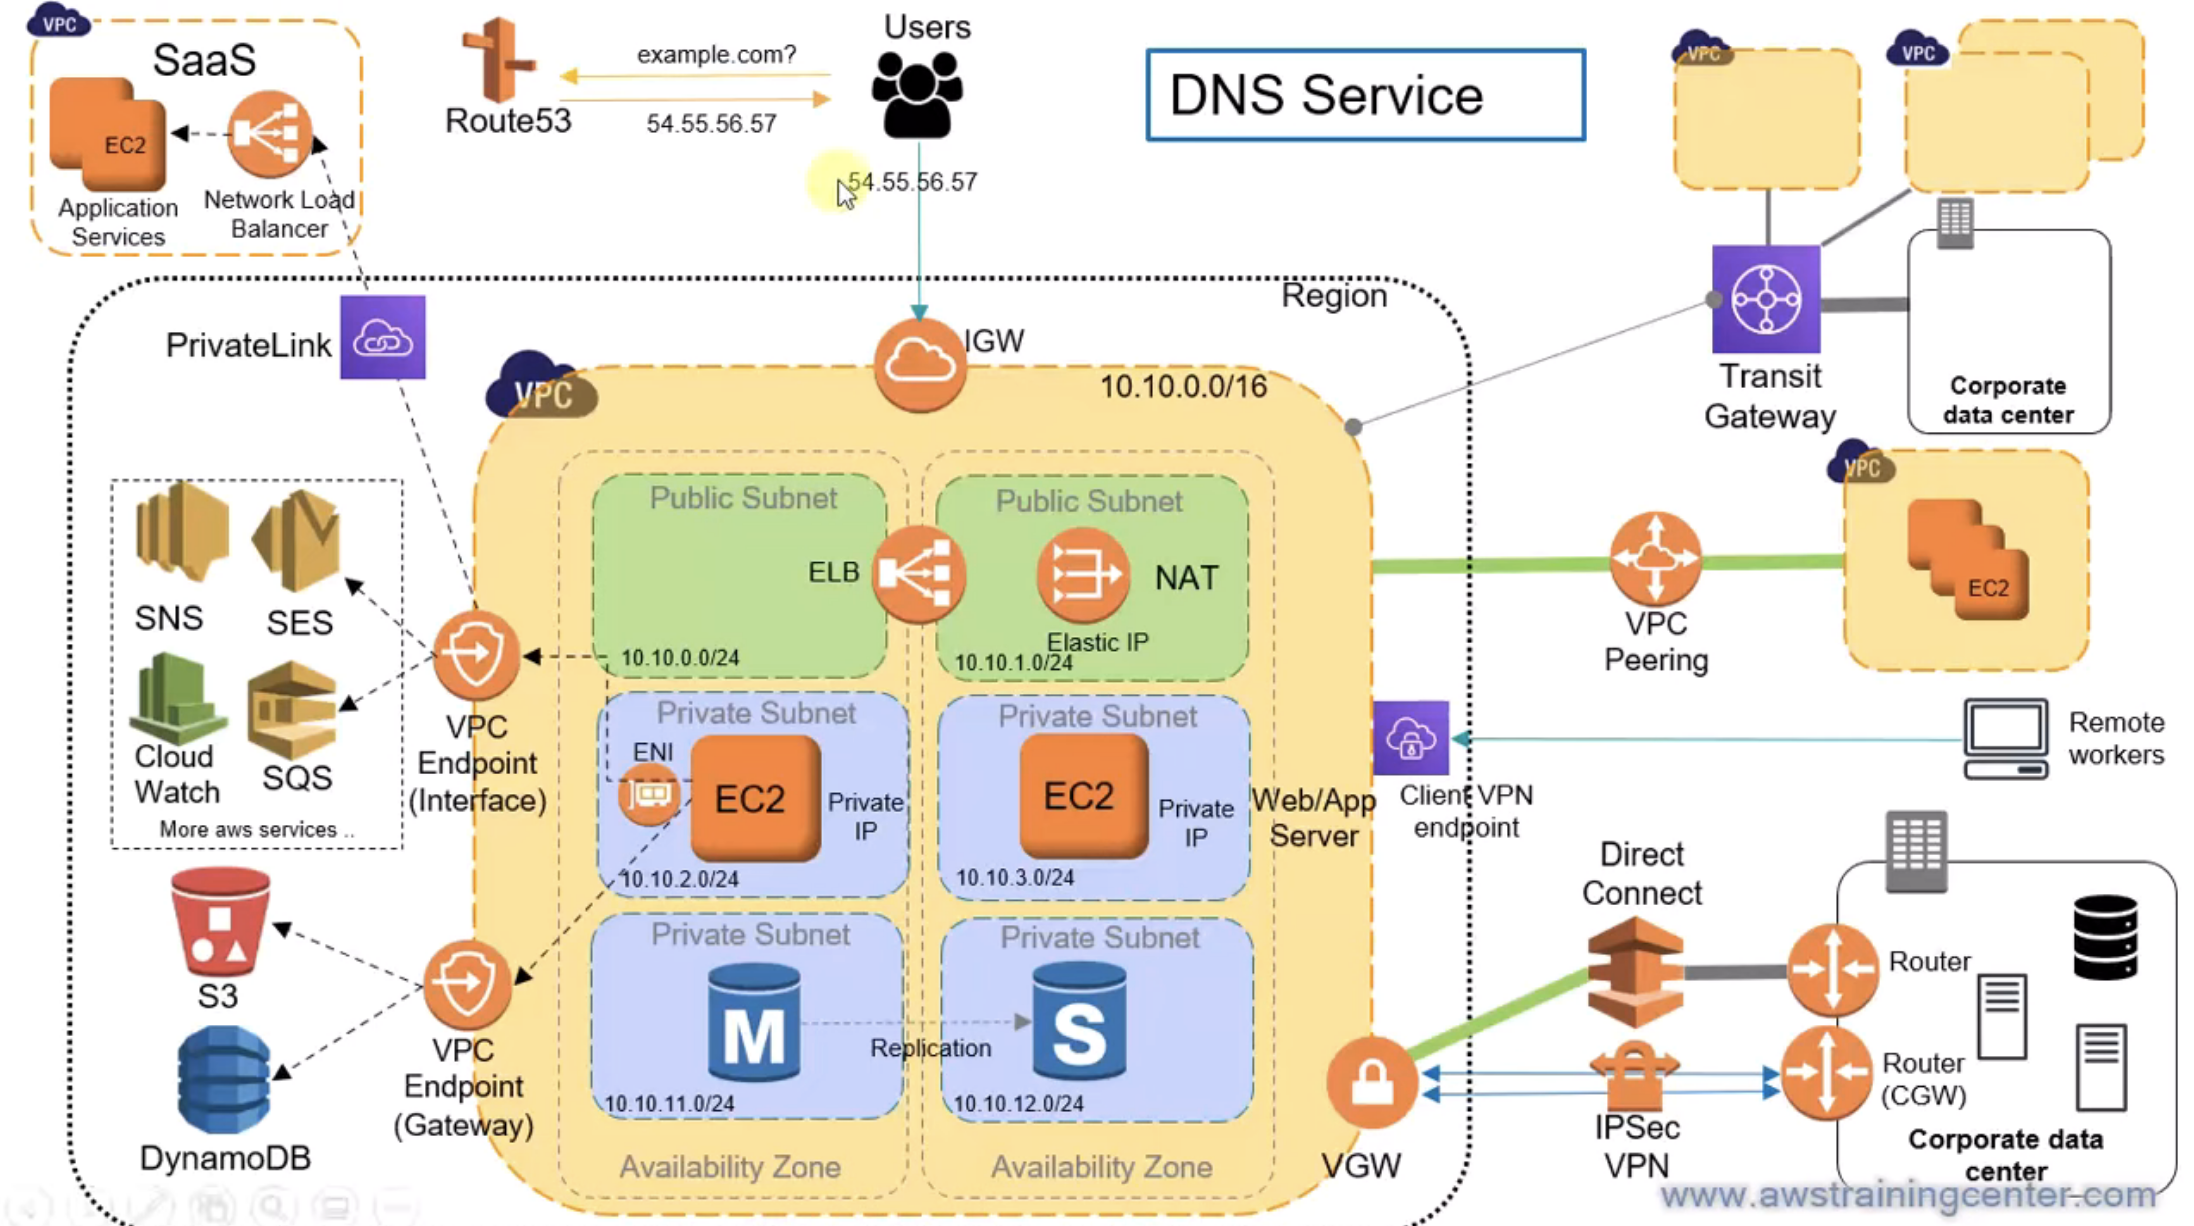 VPC
SaaS
EC2
Application
Services
Network Load
Balancer
Route53
example.com?
54.55.56.57
Users
54.55.56.57
DNS Service
VPC
VPC
Transit
Gateway
Corporate
data center
Region
PrivateLink
IGW
VPC
10.10.0.0/16
SNS
SES
Cloud
Watch
SQS
More aws services ..
VPC
Endpoint
(Interface)
S3
DynamoDB
VPC
Endpoint
(Gateway)
Public Subnet
10.10.0.0/24
ELB
Public Subnet
NAT
Elastic IP
10.10.1.0/24
Private Subnet
ENI
EC2
Private
IP
10.10.2.0/24
Private Subnet
EC2
Private
IP
10.10.3.0/24
Web/App
Server
Private Subnet
M
10.10.11.0/24
Replication
Private Subnet
S
10.10.12.0/24
Availability Zone
Availability Zone
VPC
EC2
VPC
Peering
Client VPN
endpoint
Remote
workers
Direct
Connect
Router
Router
(CGW)
IPSec
VPN
VGW
Corporate data
center
www.awstrainingcenter.com